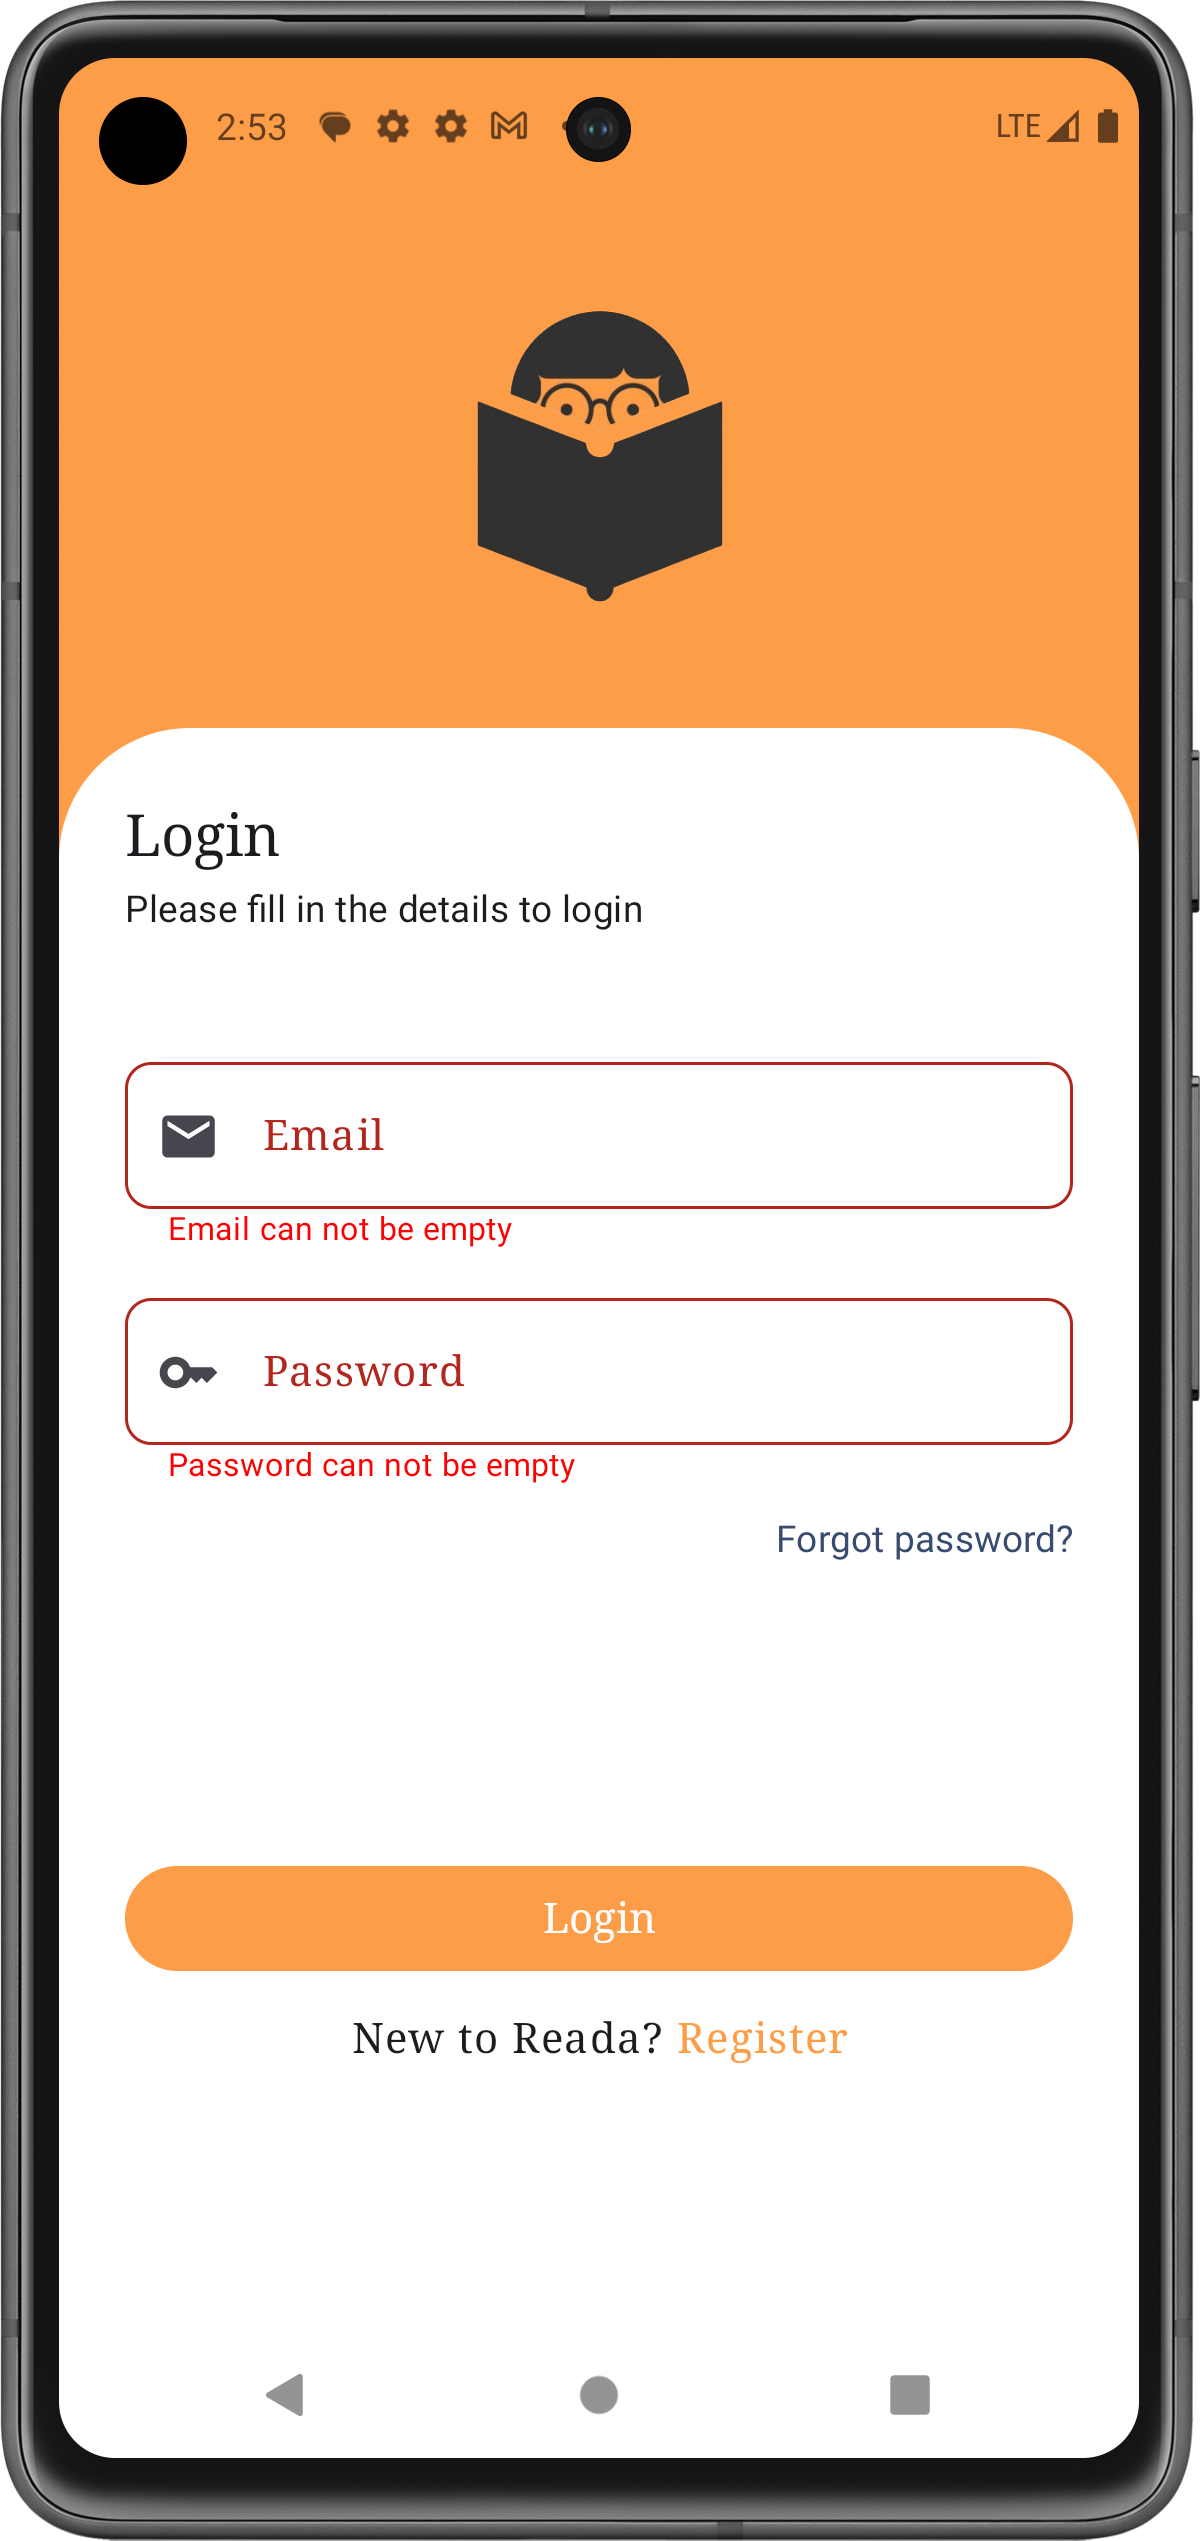 2:53 LTE
Login
Please fill in the details to login
Email
Email can not be empty
Password
Password can not be empty
Forgot password?
Login
New to Reada? Register